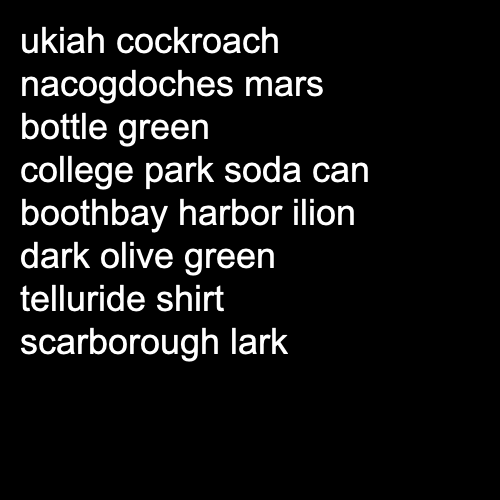 ukiah cockroach
nacogdoches mars
bottle green
college park soda can
boothbay harbor ilion
dark olive green
telluride shirt
scarborough lark